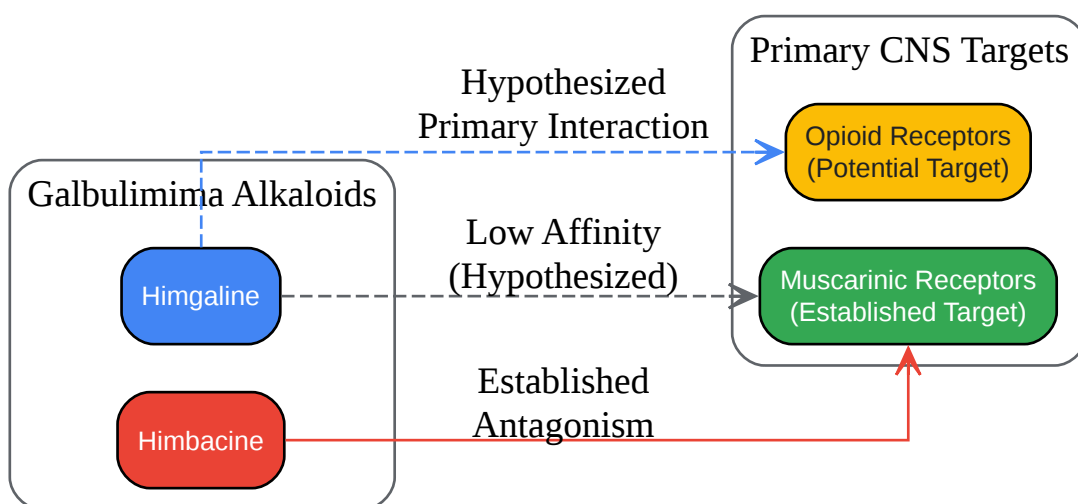 Primary CNS Targets
Hypothesized
Primary Interaction
Opioid Receptors
(Potential Target)
Galbulimima Alkaloids
Low Affinity
(Hypothesized)
Himgaline
Muscarinic Receptors
(Established Target)
Established
Antagonism
Himbacine